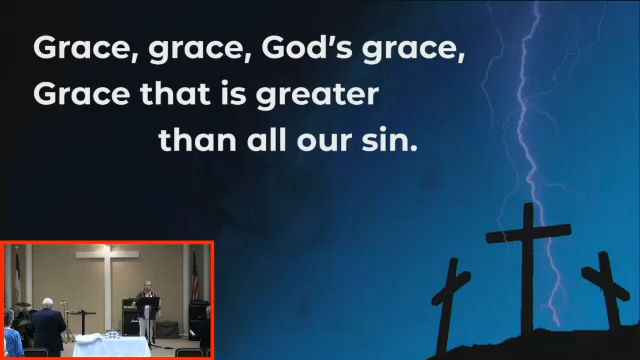 Grace, grace, God's grace,
Grace that is greater
than all our sin.